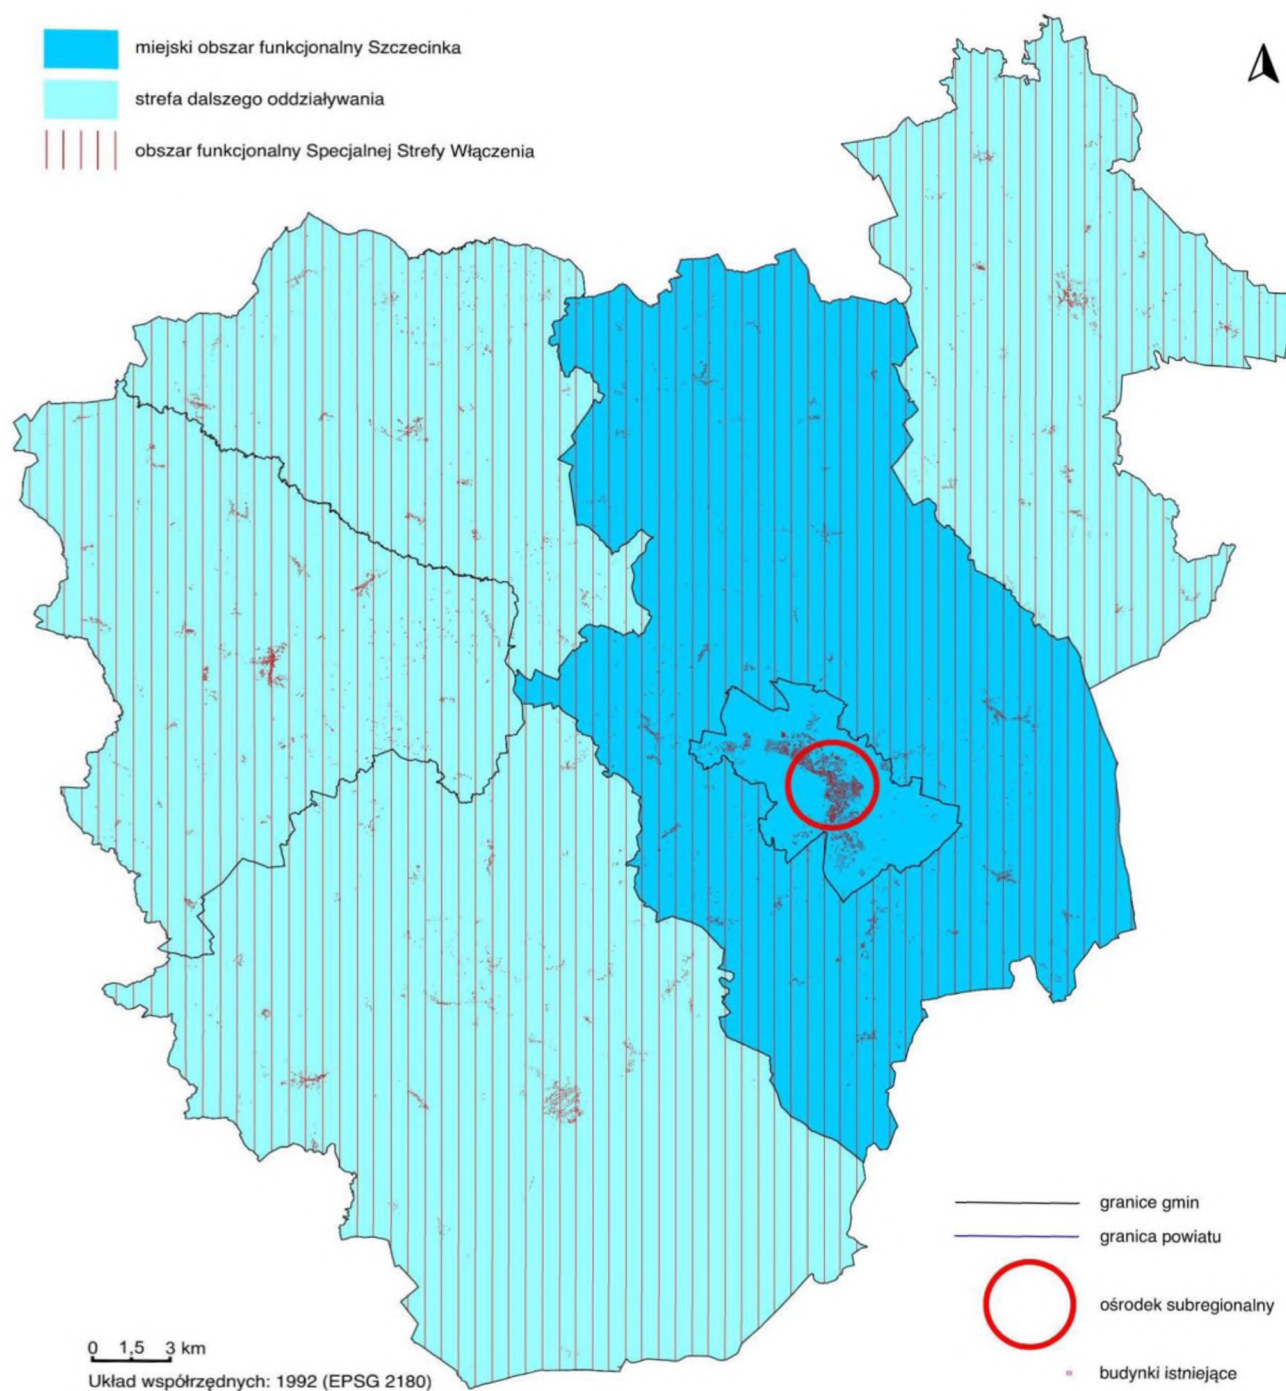 miejski obszar funkcjonalny Szczecinka
strefa dalszego oddziaływania
obszar funkcjonalny Specjalnej Strefy Włączenia
granice gmin
granica powiatu
ośrodek subregionalny
budynki istniejące
0 1,5 3 km
Układ współrzędnych: 1992 (EPSG 2180)